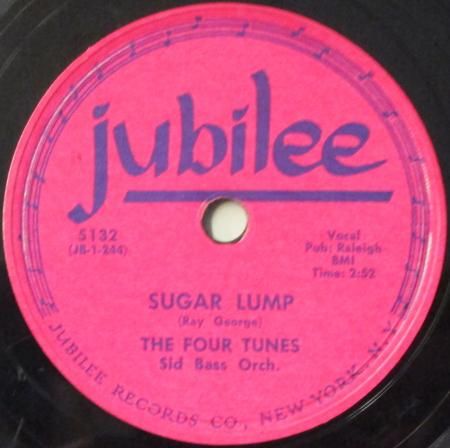 jubilee
5132
(JB-1-244)
Vocal
Pub: Raleigh
BMI
Time: 2:52
SUGAR LUMP
(Ray George)
THE FOUR TUNES
Sid Bass Orch.
JUBILEE RECORDS CO., NEW YORK, N.Y.